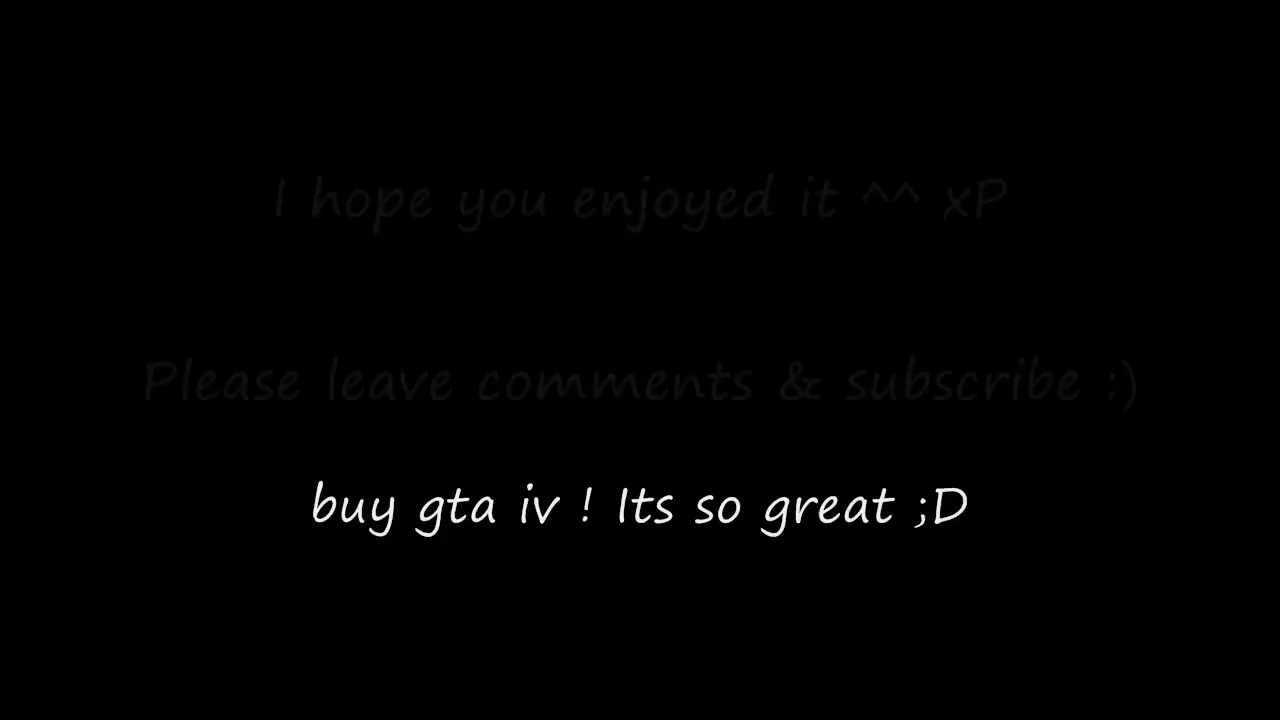 I hope you enjoyed it ^^ xP
Please leave comments & subscribe :)
buy gta iv ! Its so great ;D